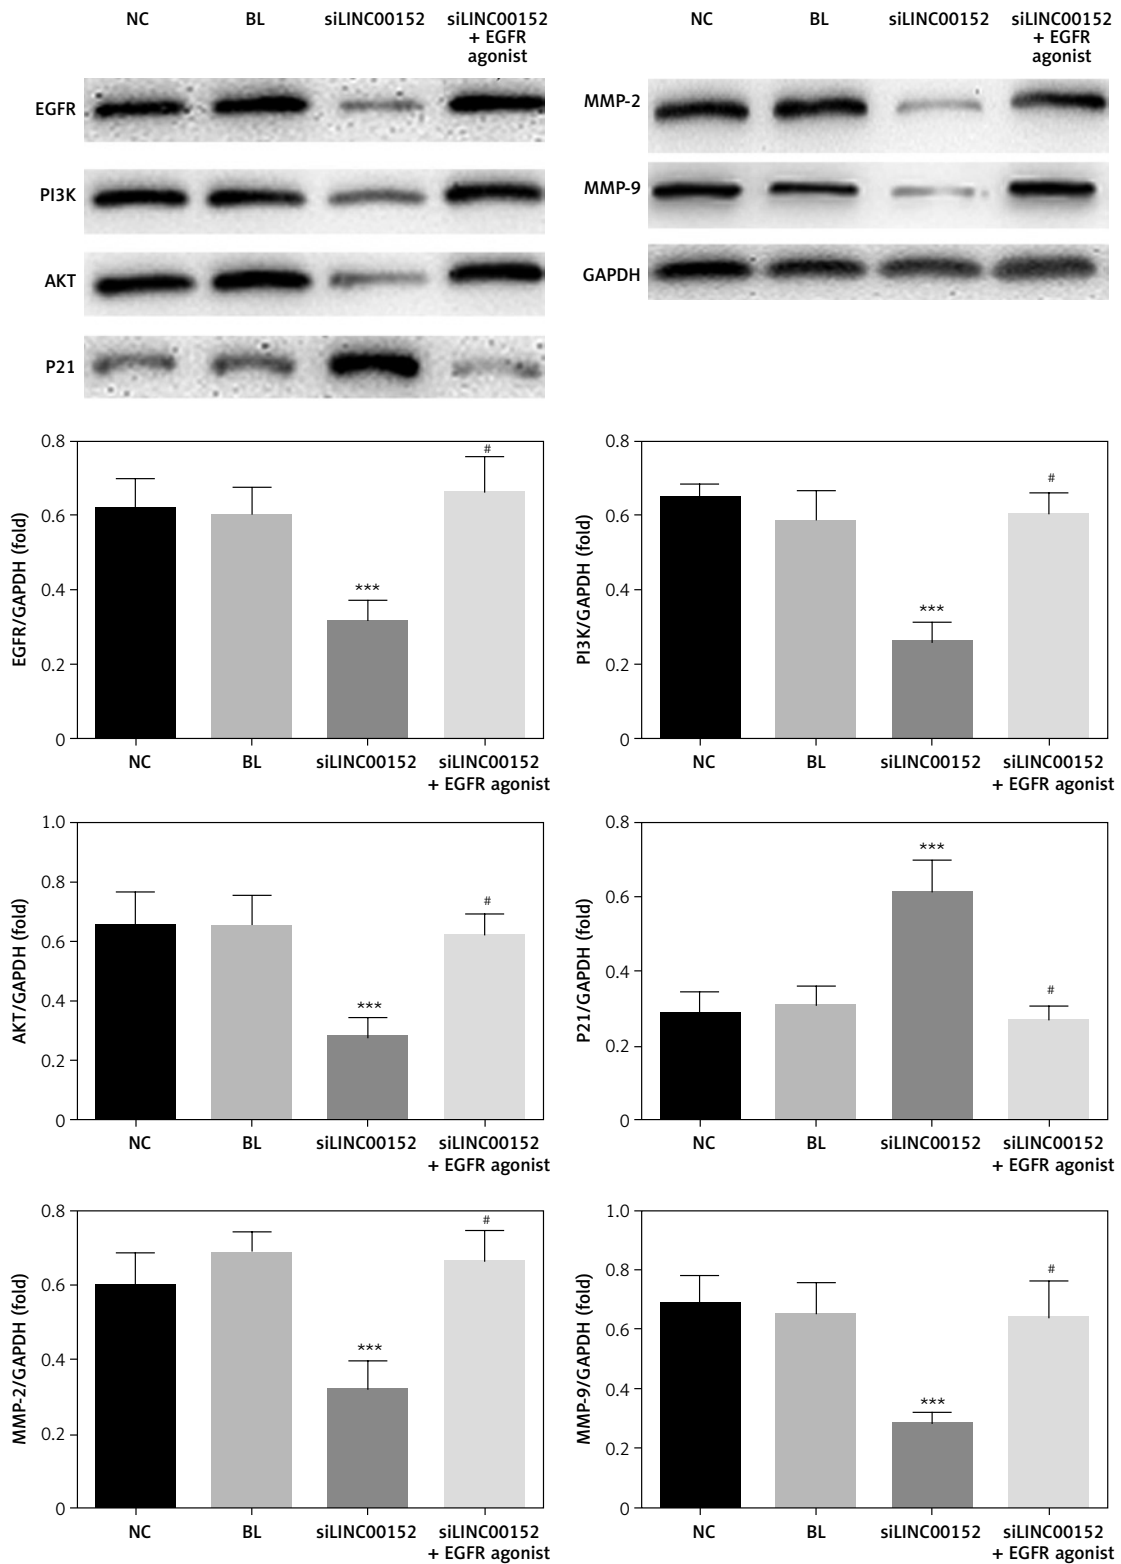 NC BL siLINC00152 siLINC00152
+ EGFR
agonist
EGFR
PI3K
AKT
P21
NC BL siLINC00152 siLINC00152
+ EGFR
agonist
MMP-2
MMP-9
GAPDH
EGFR/GAPDH (fold)
0.8
0.6
0.4
0.2
0
***
#
NC BL siLINC00152 siLINC00152
+ EGFR agonist
PI3K/GAPDH (fold)
0.8
0.6
0.4
0.2
0
***
#
NC BL siLINC00152 siLINC00152
+ EGFR agonist
AKT/GAPDH (fold)
1.0
0.8
0.6
0.4
0.2
0
***
#
NC BL siLINC00152 siLINC00152
+ EGFR agonist
P21/GAPDH (fold)
0.8
0.6
0.4
0.2
0
***
#
NC BL siLINC00152 siLINC00152
+ EGFR agonist
MMP-2/GAPDH (fold)
0.8
0.6
0.4
0.2
0
***
#
NC BL siLINC00152 siLINC00152
+ EGFR agonist
MMP-9/GAPDH (fold)
1.0
0.8
0.6
0.4
0.2
0
***
#
NC BL siLINC00152 siLINC00152
+ EGFR agonist